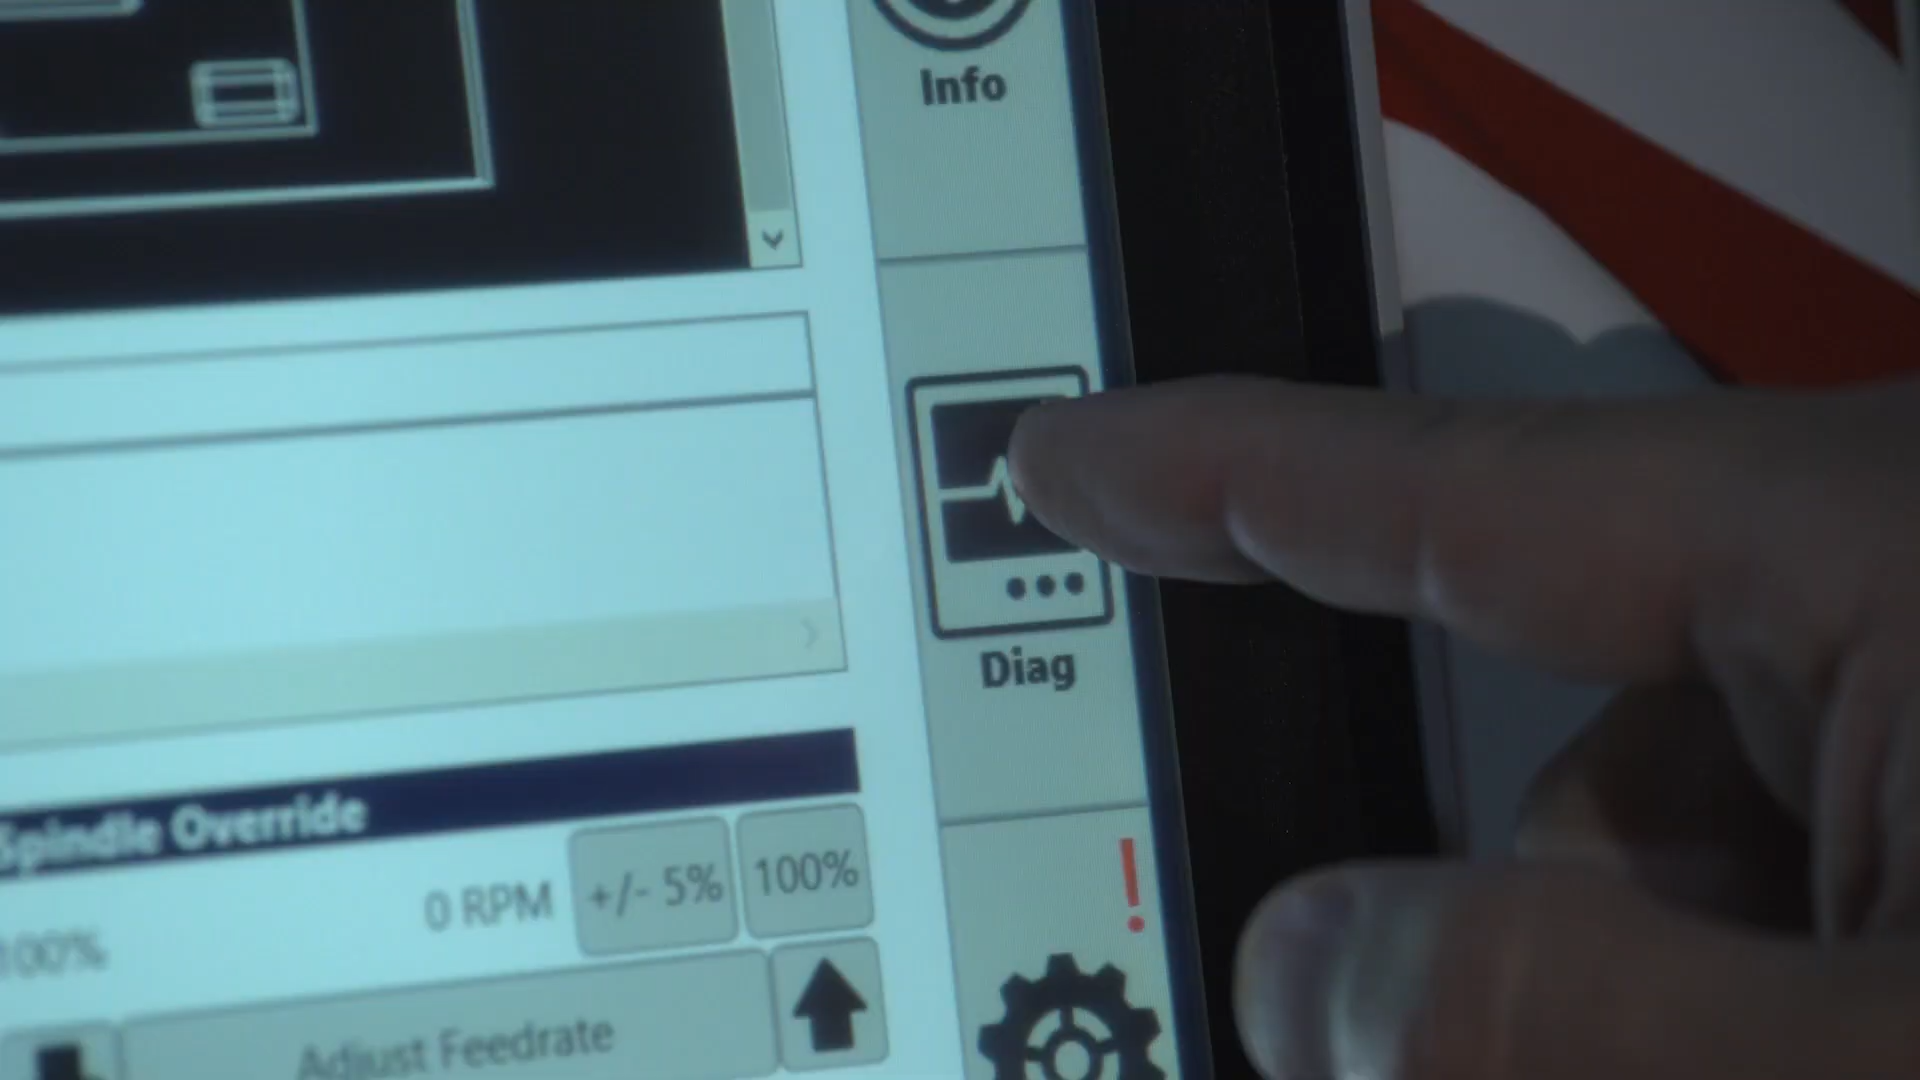 Info
Diag
Spindle Override
0 RPM
+/- 5%
100%
100%
Adjust Feedrate
!